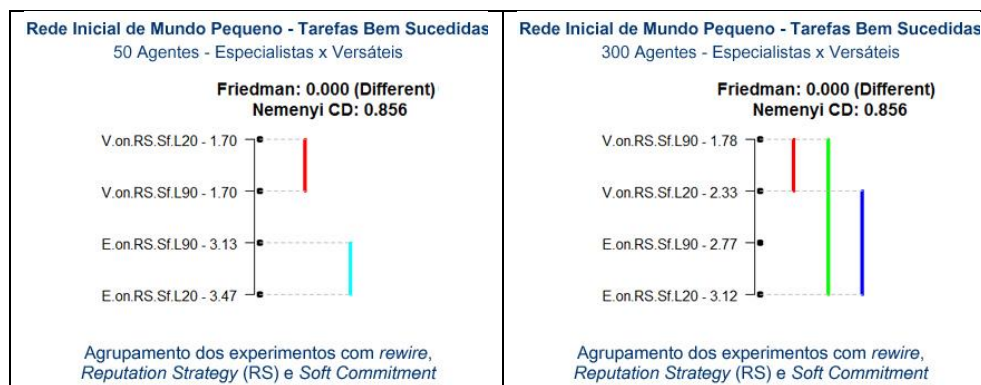 Rede Inicial de Mundo Pequeno - Tarefas Bem Sucedidas
50 Agentes - Especialistas x Versáteis
Friedman: 0.000 (Different)
Nemenyi CD: 0.856
V.on.RS.Sf.L20 - 1.70
V.on.RS.Sf.L90 - 1.70
E.on.RS.Sf.L90 - 3.13
E.on.RS.Sf.L20 - 3.47
Agrupamento dos experimentos com rewire,
Reputation Strategy (RS) e Soft Commitment
Rede Inicial de Mundo Pequeno - Tarefas Bem Sucedidas
300 Agentes - Especialistas x Versáteis
Friedman: 0.000 (Different)
Nemenyi CD: 0.856
V.on.RS.Sf.L90 - 1.78
V.on.RS.Sf.L20 - 2.33
E.on.RS.Sf.L90 - 2.77
E.on.RS.Sf.L20 - 3.12
Agrupamento dos experimentos com rewire,
Reputation Strategy (RS) e Soft Commitment